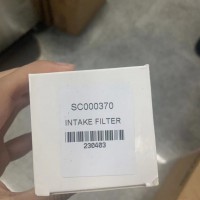 SC000370
INTAKE FILTER
230483